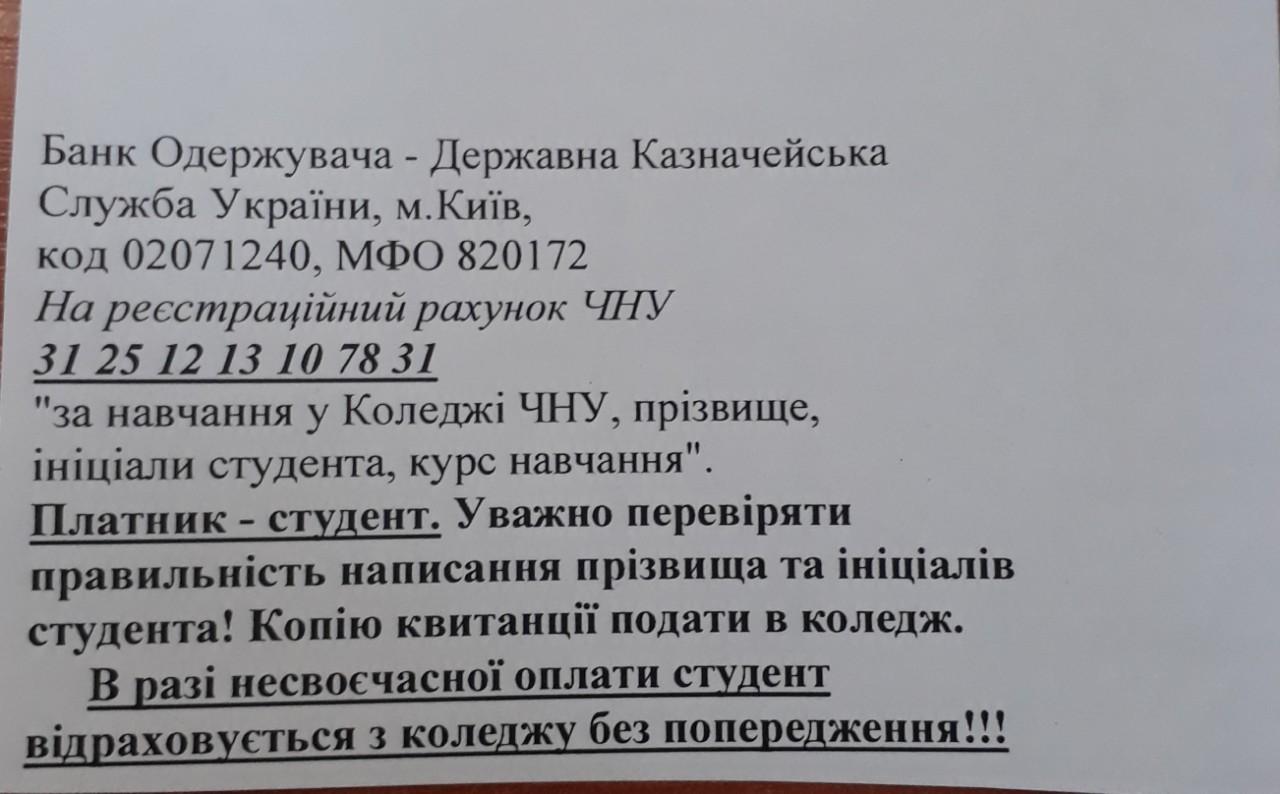 Банк Одержувача - Державна Казначейська
Служба України, м.Київ,
код 02071240, МФО 820172
На реєстраційний рахунок ЧНУ
31 25 12 13 10 78 31
"за навчання у Коледжі ЧНУ, прізвище,
ініціали студента, курс навчання".
Платник - студент. Уважно перевіряти
правильність написання прізвища та ініціалів
студента! Копію квитанції подати в коледж.
В разі несвоєчасної оплати студент
відраховується з коледжу без попередження!!!